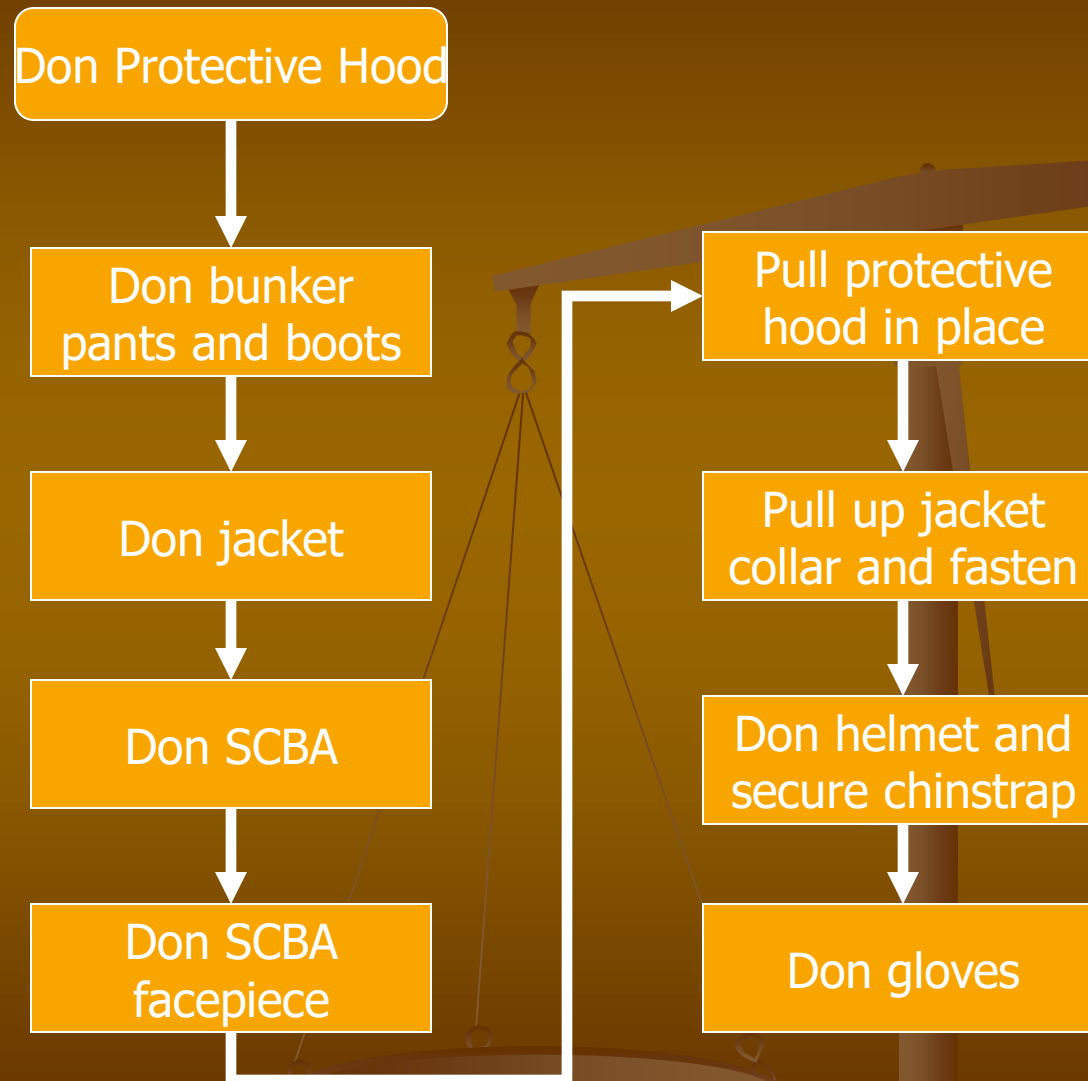 Don Protective Hood
Don bunker
pants and boots
Don jacket
Don SCBA
Don SCBA
facepiece
Pull protective
hood in place
Pull up jacket
collar and fasten
Don helmet and
secure chinstrap
Don gloves